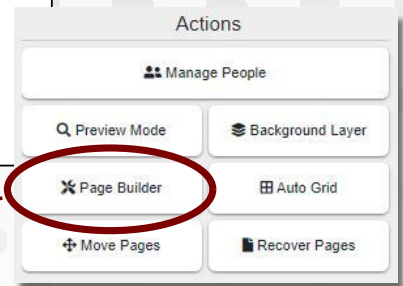 Actions
Manage People
Preview Mode Background Layer
Page Builder Auto Grid
Move Pages Recover Pages